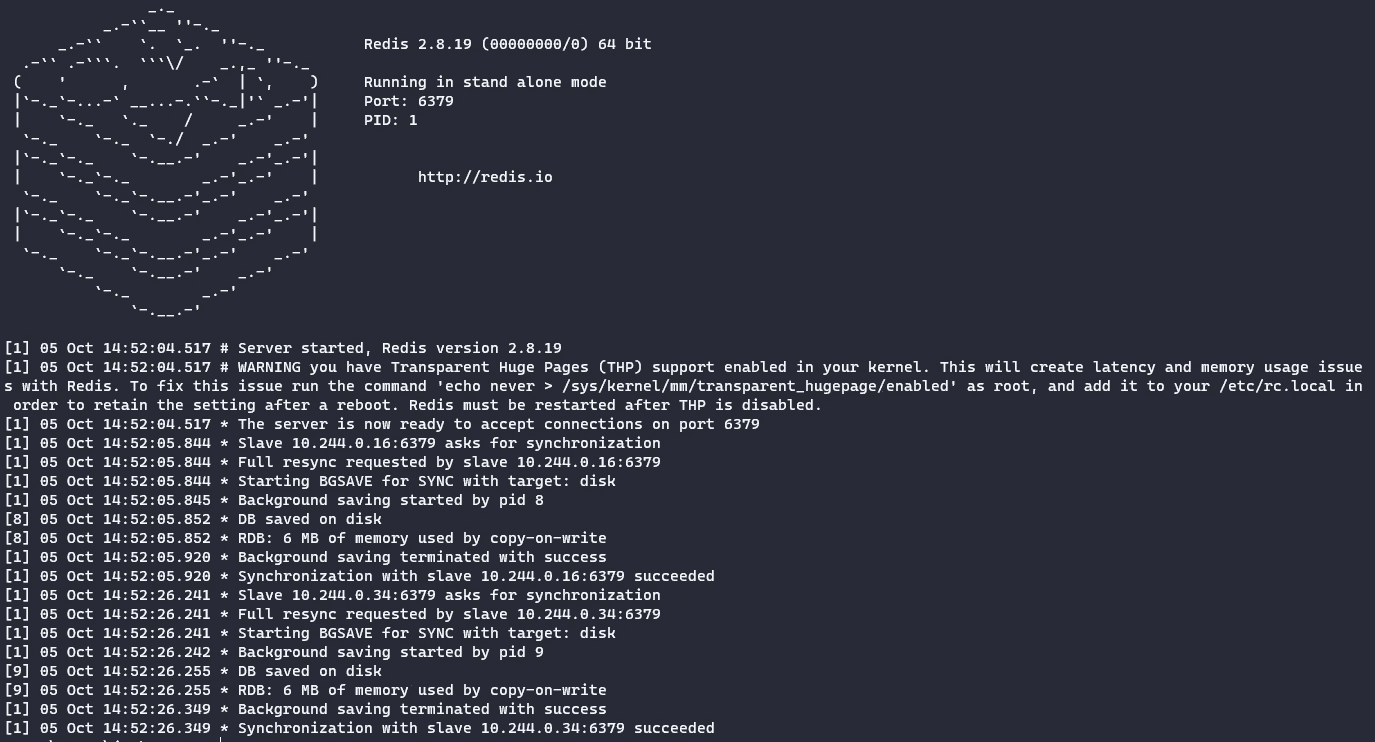 Redis 2.8.19 (00000000/0) 64 bit
Running in stand alone mode
Port: 6379
PID: 1
http://redis.io
[1] 05 Oct 14:52:04.517 # Server started, Redis version 2.8.19
[1] 05 Oct 14:52:04.517 # WARNING you have Transparent Huge Pages (THP) support enabled in your kernel. This will create latency and memory usage issue
s with Redis. To fix this issue run the command 'echo never > /sys/kernel/mm/transparent_hugepage/enabled' as root, and add it to your /etc/rc.local in
order to retain the setting after a reboot. Redis must be restarted after THP is disabled.
[1] 05 Oct 14:52:04.517 * The server is now ready to accept connections on port 6379
[1] 05 Oct 14:52:05.844 * Slave 10.244.0.16:6379 asks for synchronization
[1] 05 Oct 14:52:05.844 * Full resync requested by slave 10.244.0.16:6379
[1] 05 Oct 14:52:05.844 * Starting BGSAVE for SYNC with target: disk
[1] 05 Oct 14:52:05.845 * Background saving started by pid 8
[8] 05 Oct 14:52:05.852 * DB saved on disk
[8] 05 Oct 14:52:05.852 * RDB: 6 MB of memory used by copy-on-write
[1] 05 Oct 14:52:05.920 * Background saving terminated with success
[1] 05 Oct 14:52:05.920 * Synchronization with slave 10.244.0.16:6379 succeeded
[1] 05 Oct 14:52:26.241 * Slave 10.244.0.34:6379 asks for synchronization
[1] 05 Oct 14:52:26.241 * Full resync requested by slave 10.244.0.34:6379
[1] 05 Oct 14:52:26.241 * Starting BGSAVE for SYNC with target: disk
[1] 05 Oct 14:52:26.242 * Background saving started by pid 9
[9] 05 Oct 14:52:26.255 * DB saved on disk
[9] 05 Oct 14:52:26.255 * RDB: 6 MB of memory used by copy-on-write
[1] 05 Oct 14:52:26.349 * Background saving terminated with success
[1] 05 Oct 14:52:26.349 * Synchronization with slave 10.244.0.34:6379 succeeded